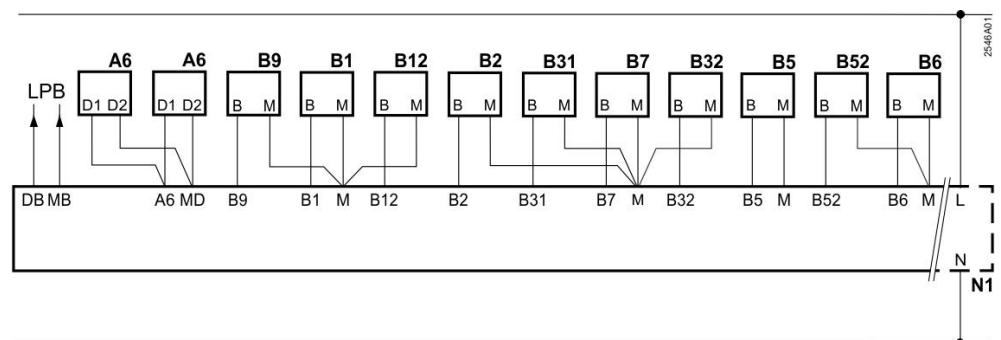 2546A01
A6 A6 B9 B1 B12 B2 B31 B7 B32 B5 B52 B6
LPB
D1 D2 D1 D2 B M B M B M B M B M B M B M B M B M B M
DB MB A6 MD B9 B1 M B12 B2 B31 B7 M B32 B5 M B52 B6 M L
N
N1